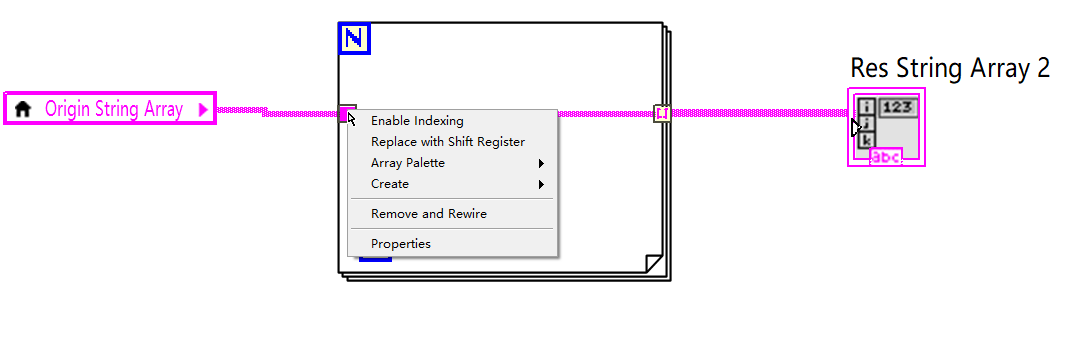 N
Res String Array 2
Origin String Array
123
i
j
k
abc
Enable Indexing
Replace with Shift Register
Array Palette
Create
Remove and Rewire
Properties